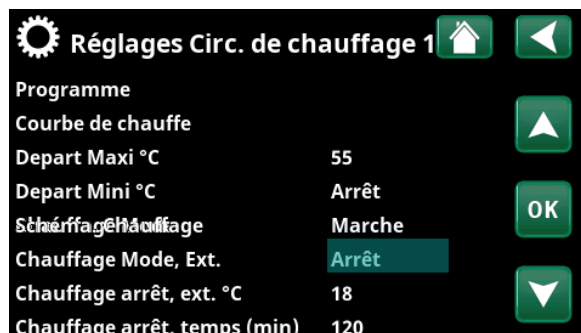 Réglages Circ. de chauffage 1
Programme
Courbe de chauffe
Depart Maxi °C 55
Depart Mini °C Arrêt
Marche
OK
Chauffage Mode, Ext. Arrêt
Chauffage arrêt, ext. °C 18
Chauffage arrêt, temps (min) 120